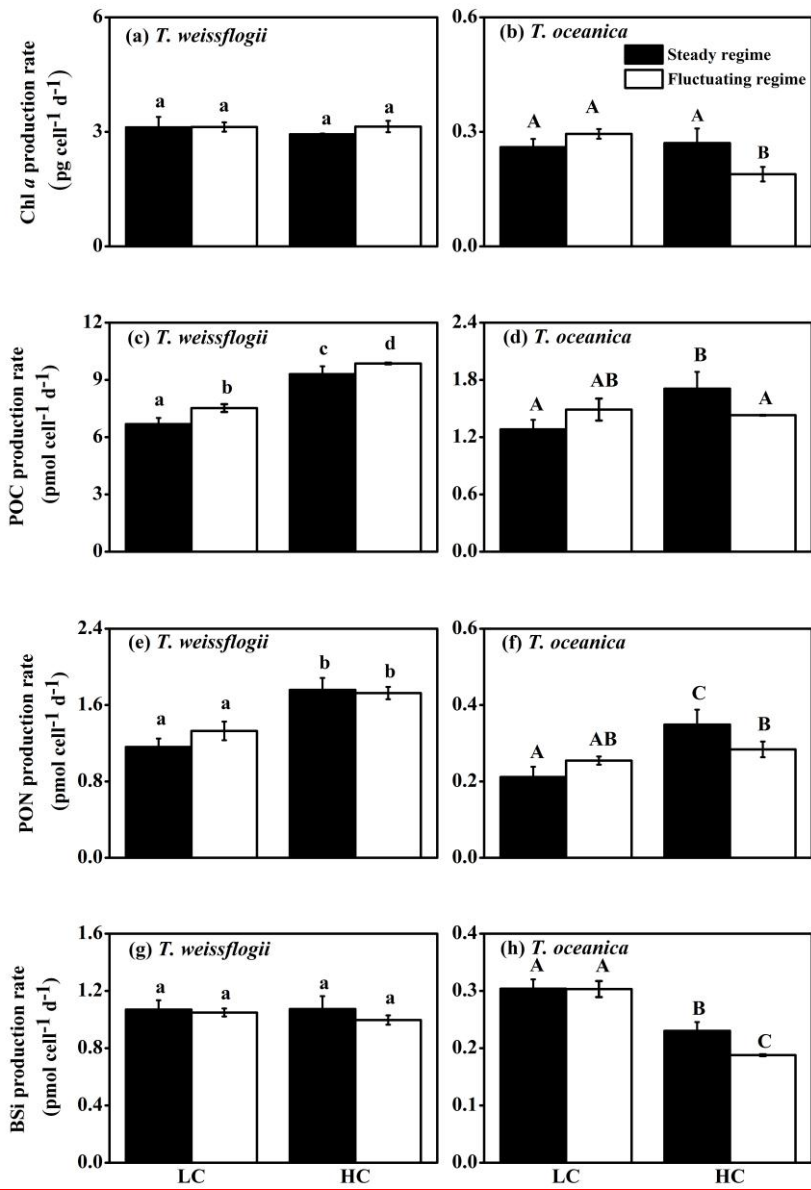 (a) T. weissflogii
Chl a production rate
(pg cell-1 d-1)
6
3
0
a
a
a
a
(b) T. oceanica
Steady regime
Fluctuating regime
0.6
0.3
0.0
A
A
A
B
(c) T. weissflogii
POC production rate
(pmol cell-1 d-1)
12
9
6
3
0
a
b
c
d
(d) T. oceanica
2.4
1.8
1.2
0.6
0.0
A
AB
B
A
(e) T. weissflogii
PON production rate
(pmol cell-1 d-1)
2.4
1.6
0.8
0.0
a
a
b
b
(f) T. oceanica
0.6
0.4
0.2
0.0
A
AB
C
B
(g) T. weissflogii
BSi production rate
(pmol cell-1 d-1)
1.6
1.2
0.8
0.4
0.0
a
a
a
a
LC
HC
(h) T. oceanica
0.4
0.3
0.2
0.1
0.0
A
A
B
C
LC
HC